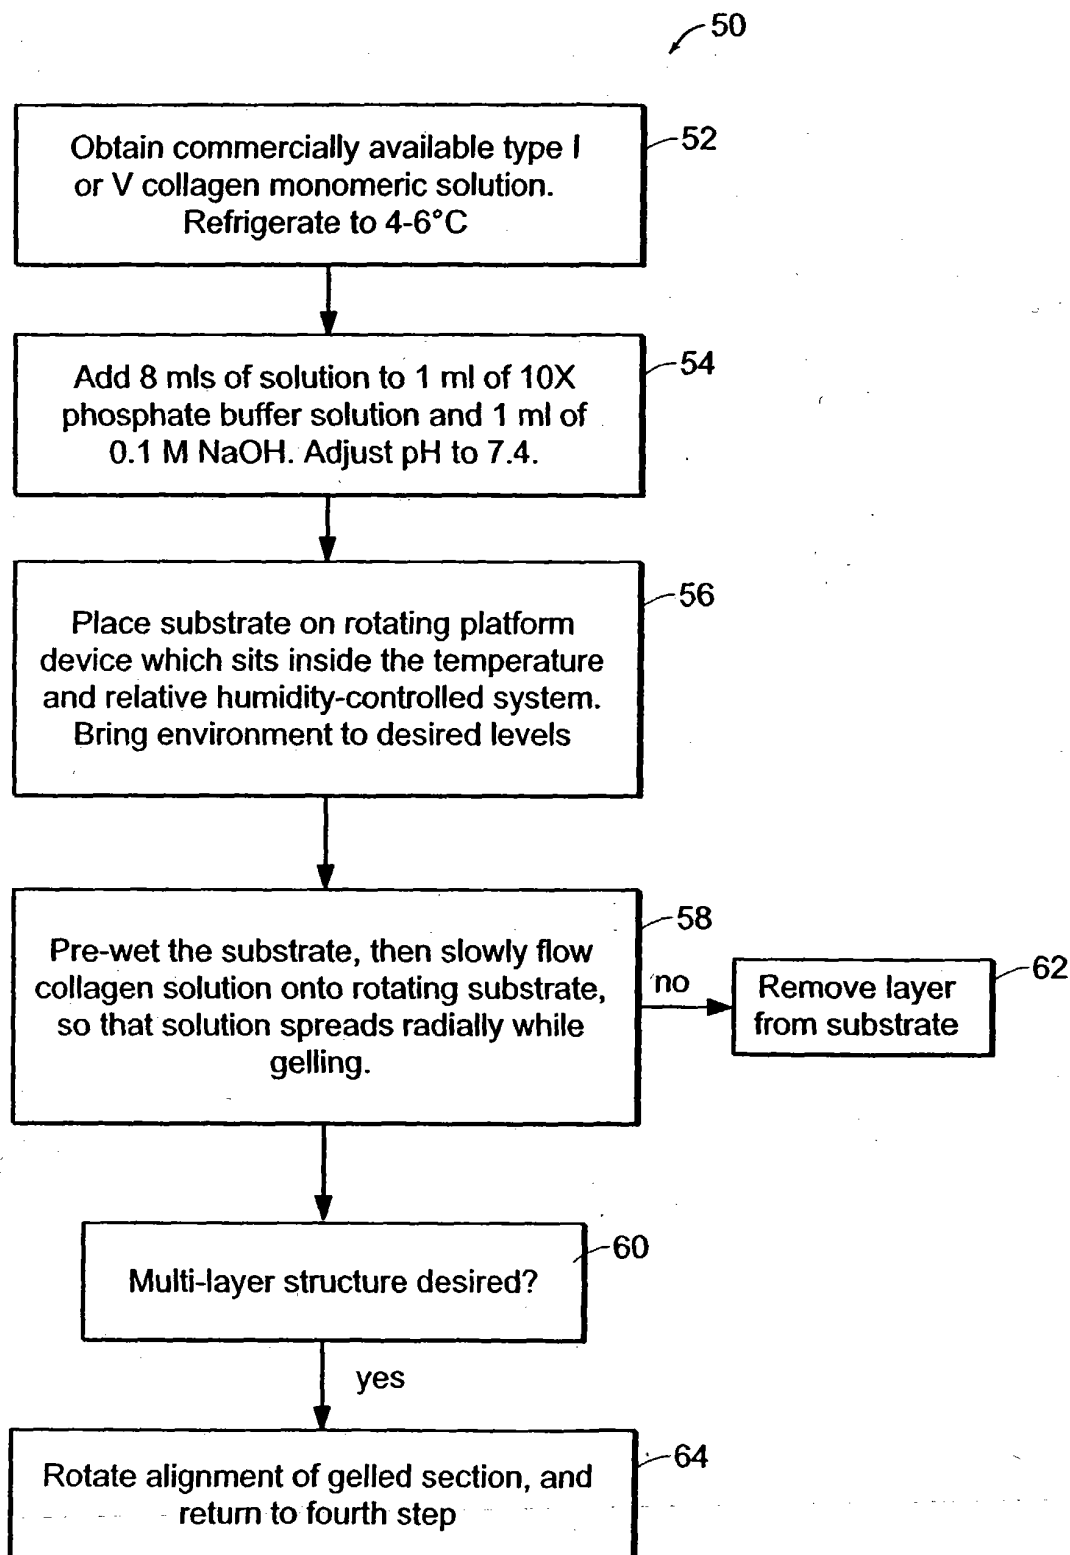 50
Obtain commercially available type I
or V collagen monomeric solution.
Refrigerate to 4-6°C
52
Add 8 mls of solution to 1 ml of 10X
phosphate buffer solution and 1 ml of
0.1 M NaOH. Adjust pH to 7.4.
54
Place substrate on rotating platform
device which sits inside the temperature
and relative humidity-controlled system.
Bring environment to desired levels
56
Pre-wet the substrate, then slowly flow
collagen solution onto rotating substrate,
so that solution spreads radially while
gelling.
58
no
Remove layer
from substrate
62
Multi-layer structure desired?
60
yes
Rotate alignment of gelled section, and
return to fourth step
64